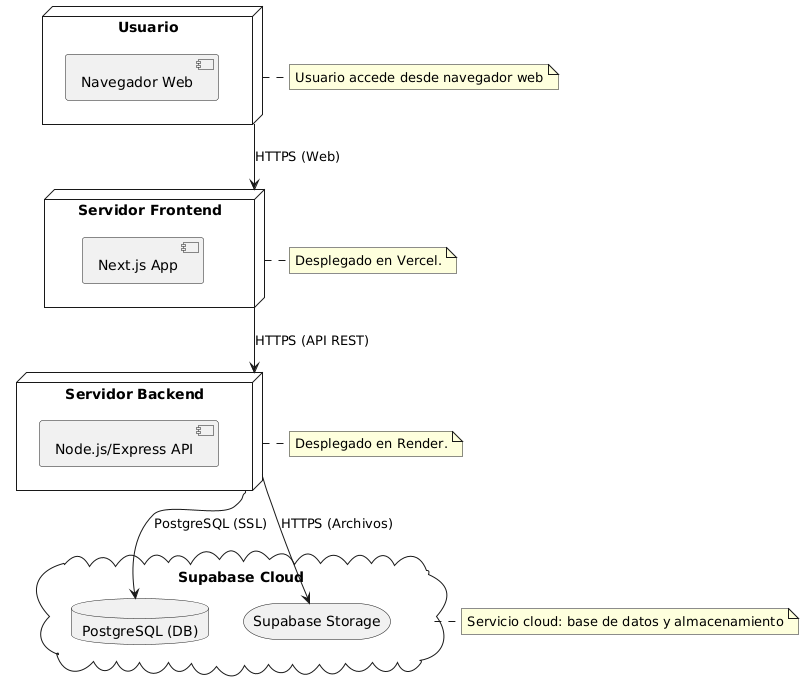 Usuario
Navegador Web
Usuario accede desde navegador web
HTTPS (Web)
Servidor Frontend
Next.js App
Desplegado en Vercel.
HTTPS (API REST)
Servidor Backend
Node.js/Express API
Desplegado en Render.
PostgreSQL (SSL)
HTTPS (Archivos)
Supabase Cloud
PostgreSQL (DB)
Supabase Storage
Servicio cloud: base de datos y almacenamiento